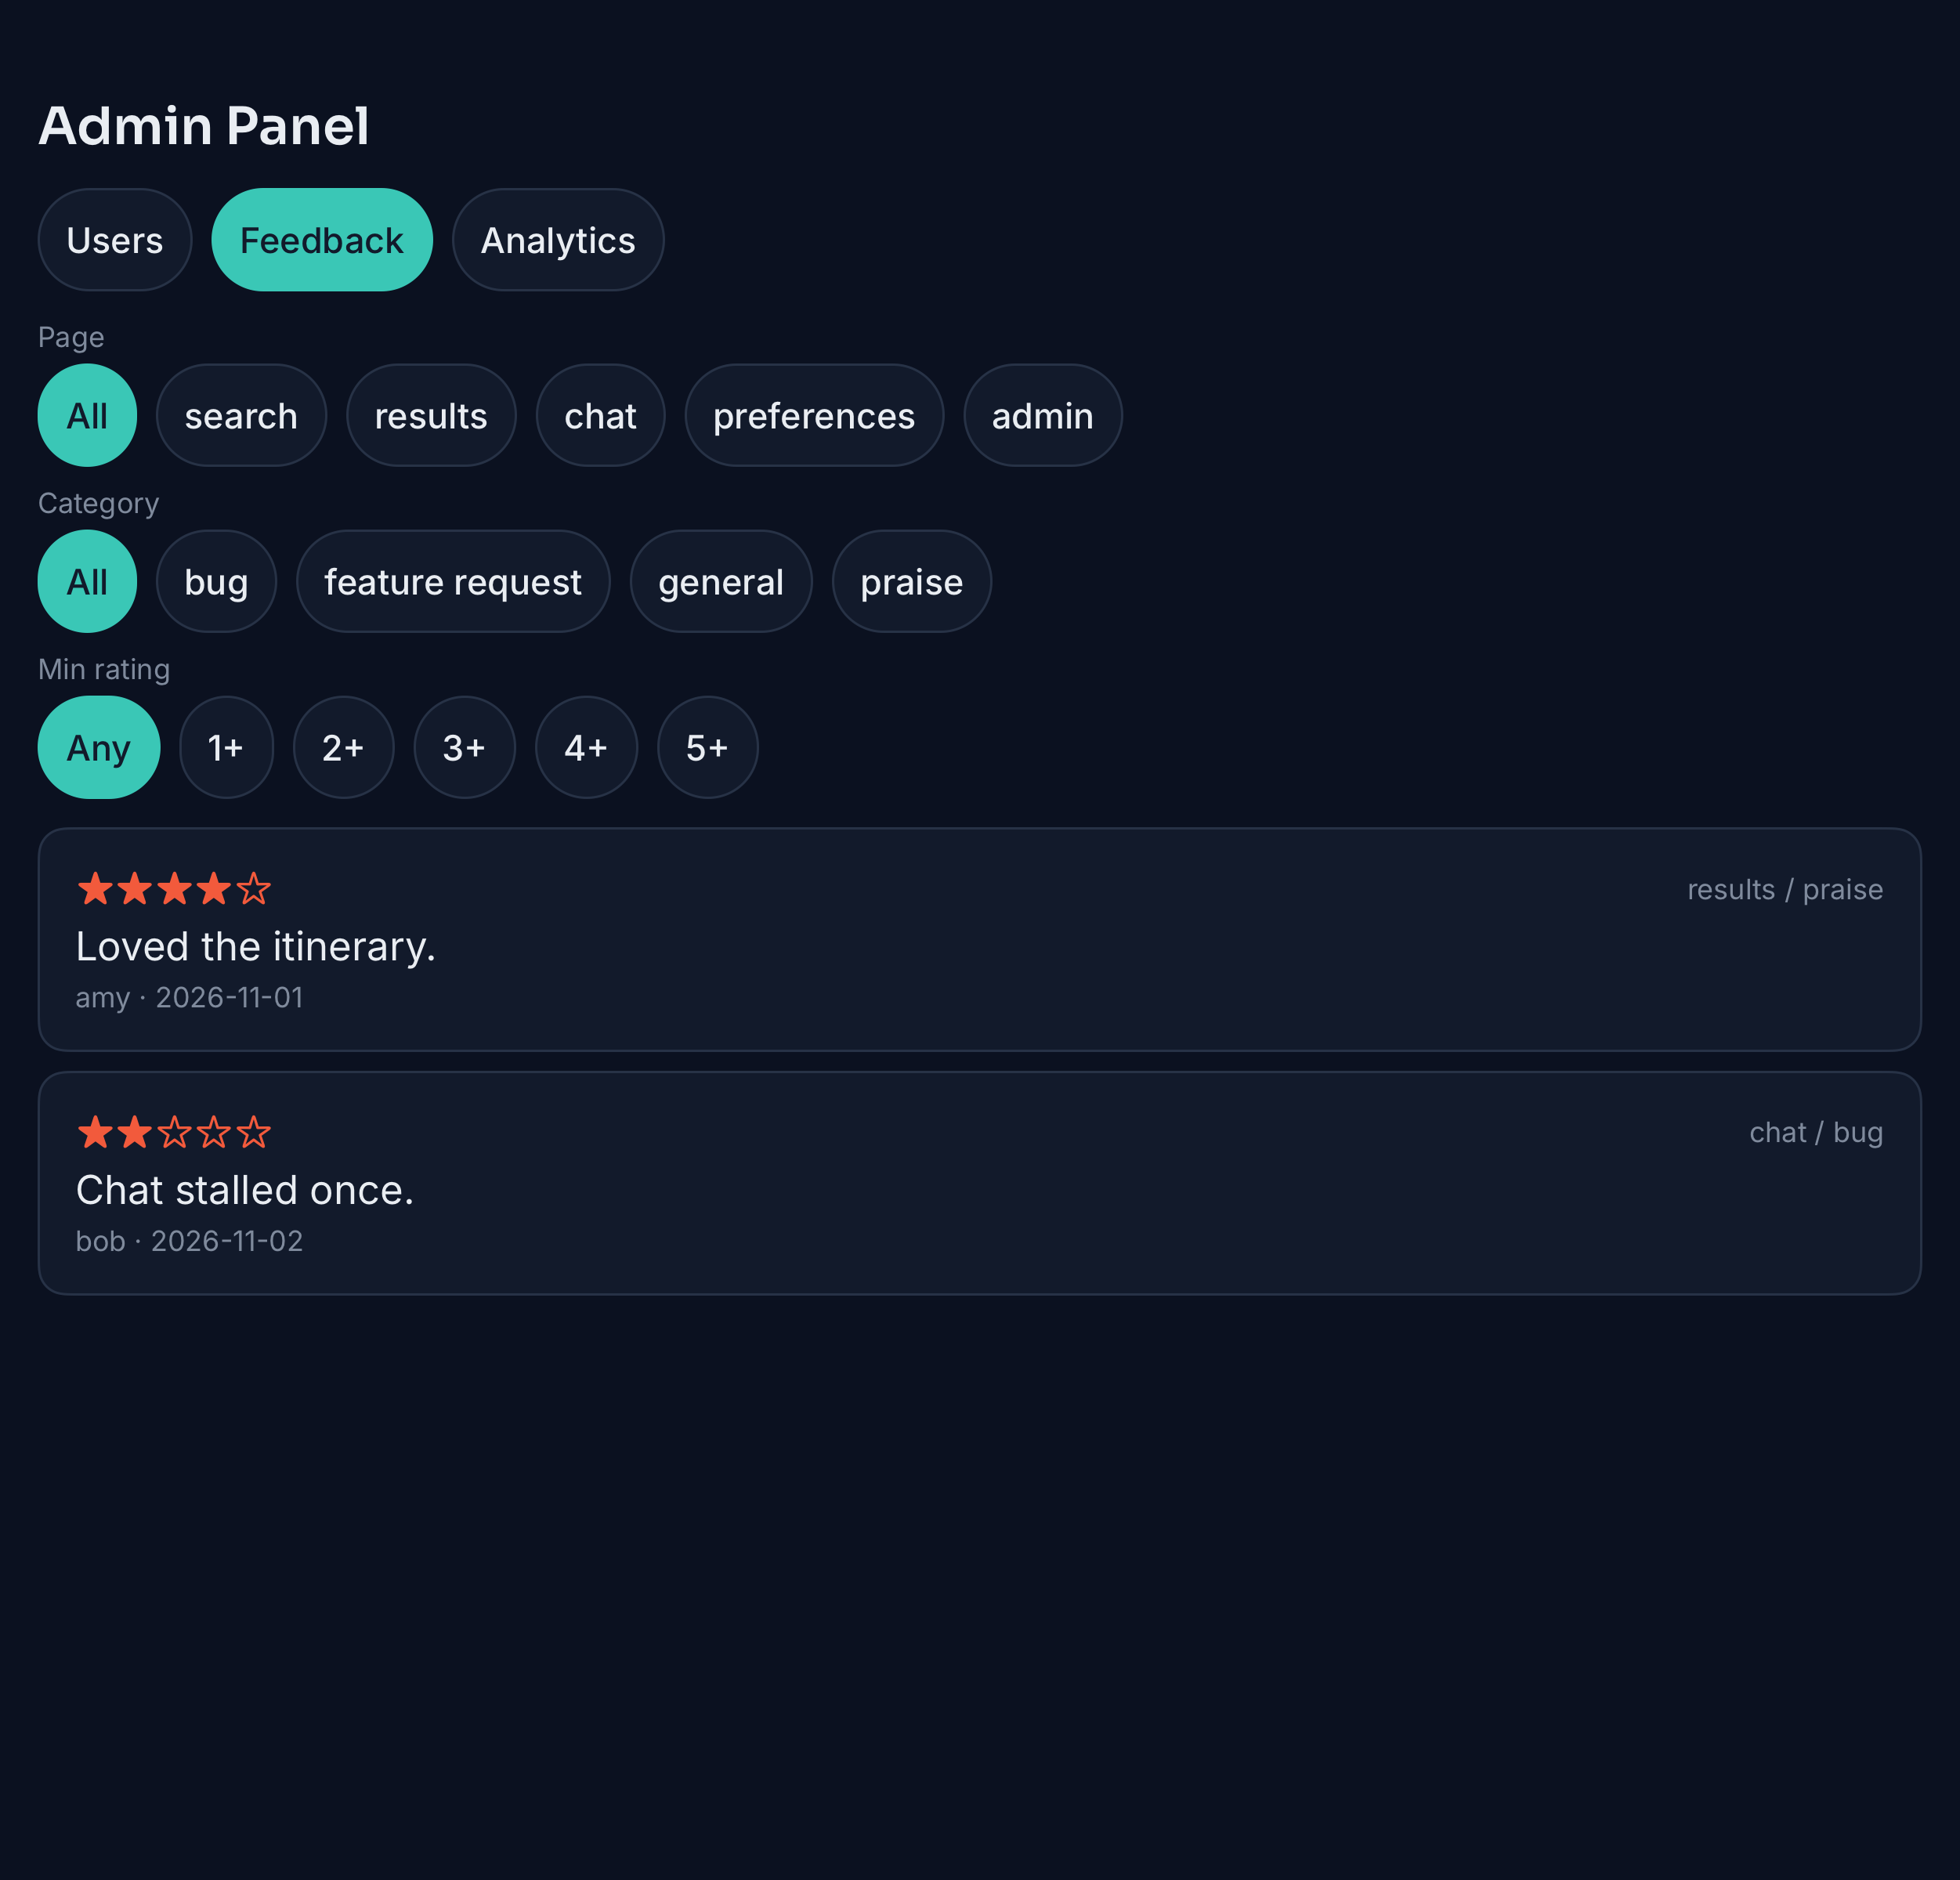 Admin Panel
Users Feedback Analytics
Page
All search results chat preferences admin
Category
All bug feature request general praise
Min rating
Any 1+ 2+ 3+ 4+ 5+
★★★★☆ results / praise
Loved the itinerary.
amy · 2026-11-01
★★☆☆☆ chat / bug
Chat stalled once.
bob · 2026-11-02